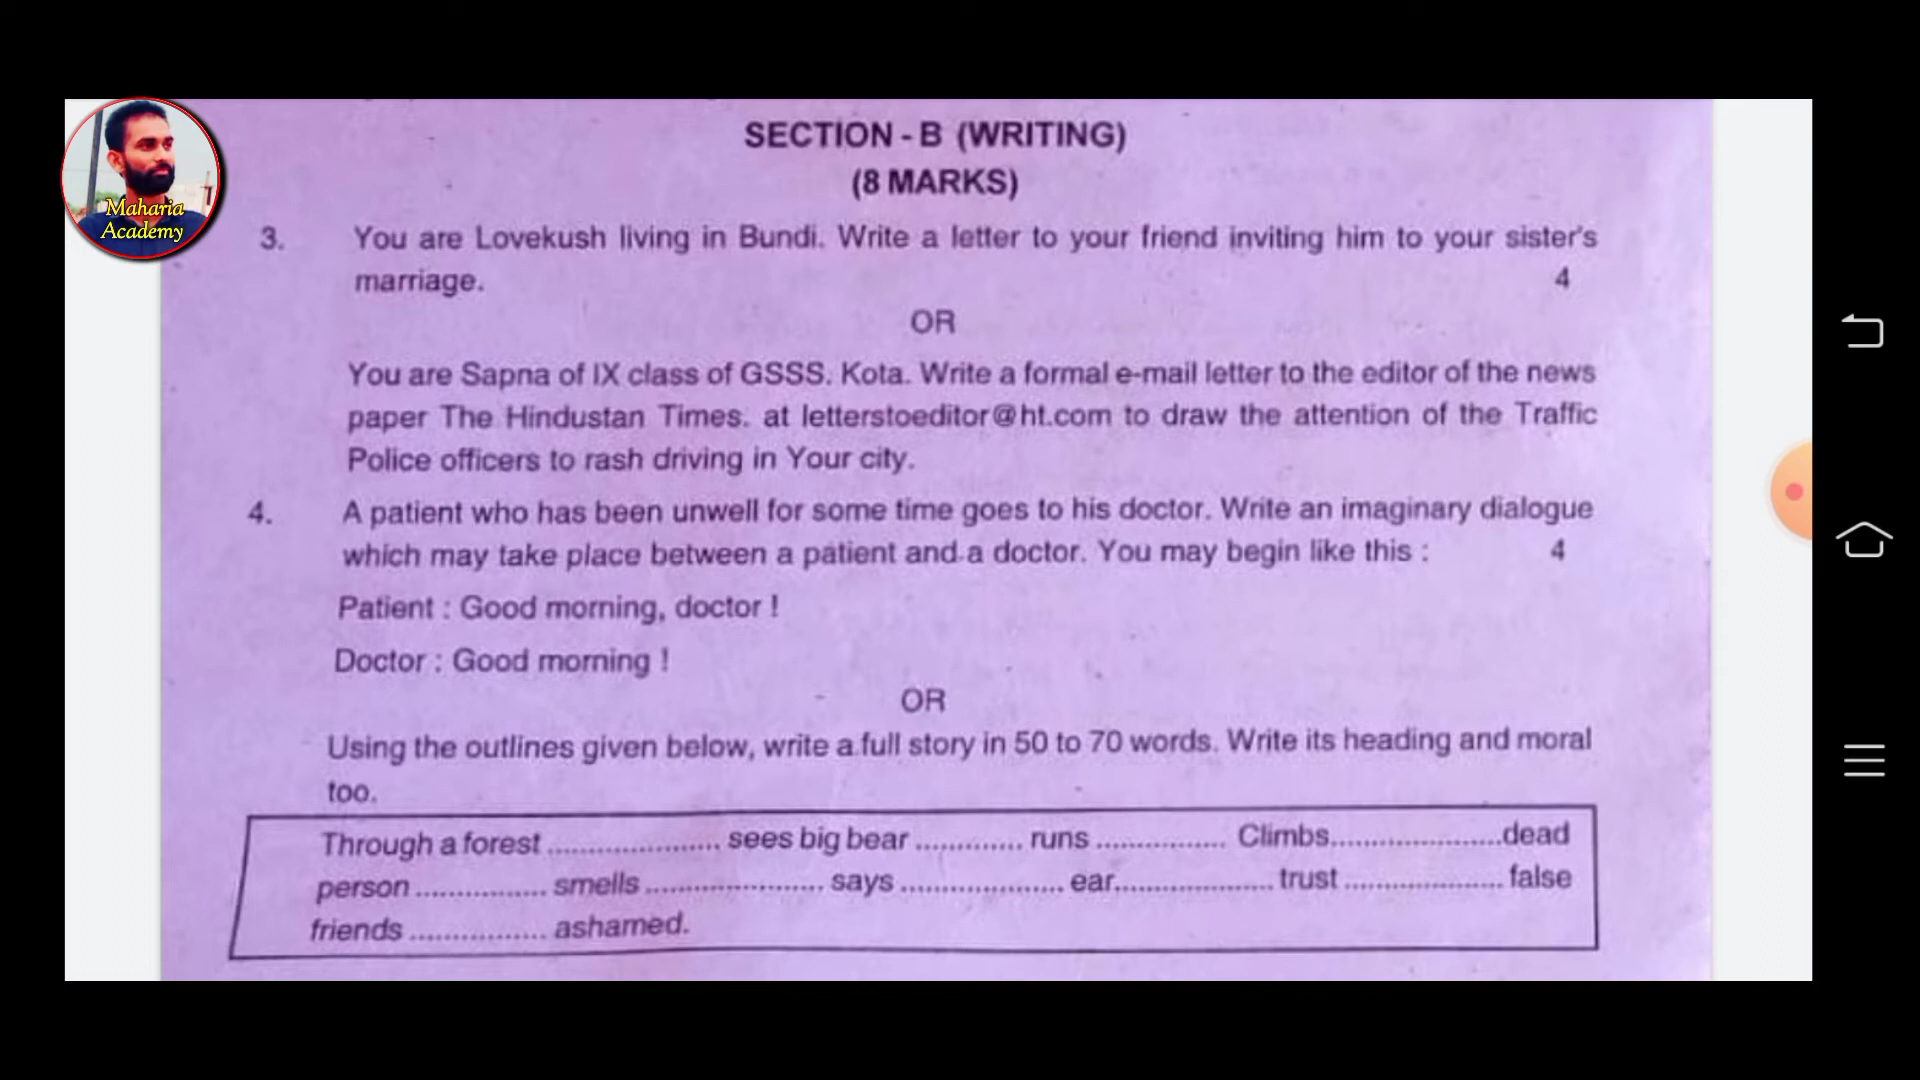 Maharia
Academy
SECTION - B (WRITING)
(8 MARKS)
3. You are Lovekush living in Bundi. Write a letter to your friend inviting him to your sister's
marriage. 4
OR
You are Sapna of IX class of GSSS. Kota. Write a formal e-mail letter to the editor of the news
paper The Hindustan Times. at letterstoeditor@ht.com to draw the attention of the Traffic
Police officers to rash driving in Your city.
4. A patient who has been unwell for some time goes to his doctor. Write an imaginary dialogue
which may take place between a patient and a doctor. You may begin like this : 4
Patient : Good morning, doctor !
Doctor : Good morning !
OR
Using the outlines given below, write a full story in 50 to 70 words. Write its heading and moral
too.
Through a forest .................... sees big bear ............ runs ............... Climbs....................dead
person ............... smells ..................... says ................... ear................... trust ................... false
friends ................ ashamed.